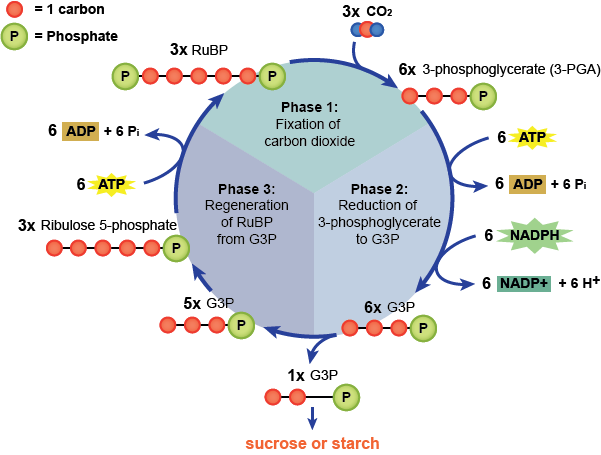 = 1 carbon
P = Phosphate
3x RuBP
P P
3x CO2
6x 3-phosphoglycerate (3-PGA)
P
Phase 1:
Fixation of
carbon dioxide
6 ADP + 6 Pi
6 ATP
6 ATP
6 ADP + 6 Pi
Phase 3:
Regeneration
of RuBP
from G3P
Phase 2:
Reduction of
3-phosphoglycerate
to G3P
6 NADPH
6 NADP+ + 6 H+
3x Ribulose 5-phosphate
P
5x G3P
P
6x G3P
P
1x G3P
P
sucrose or starch